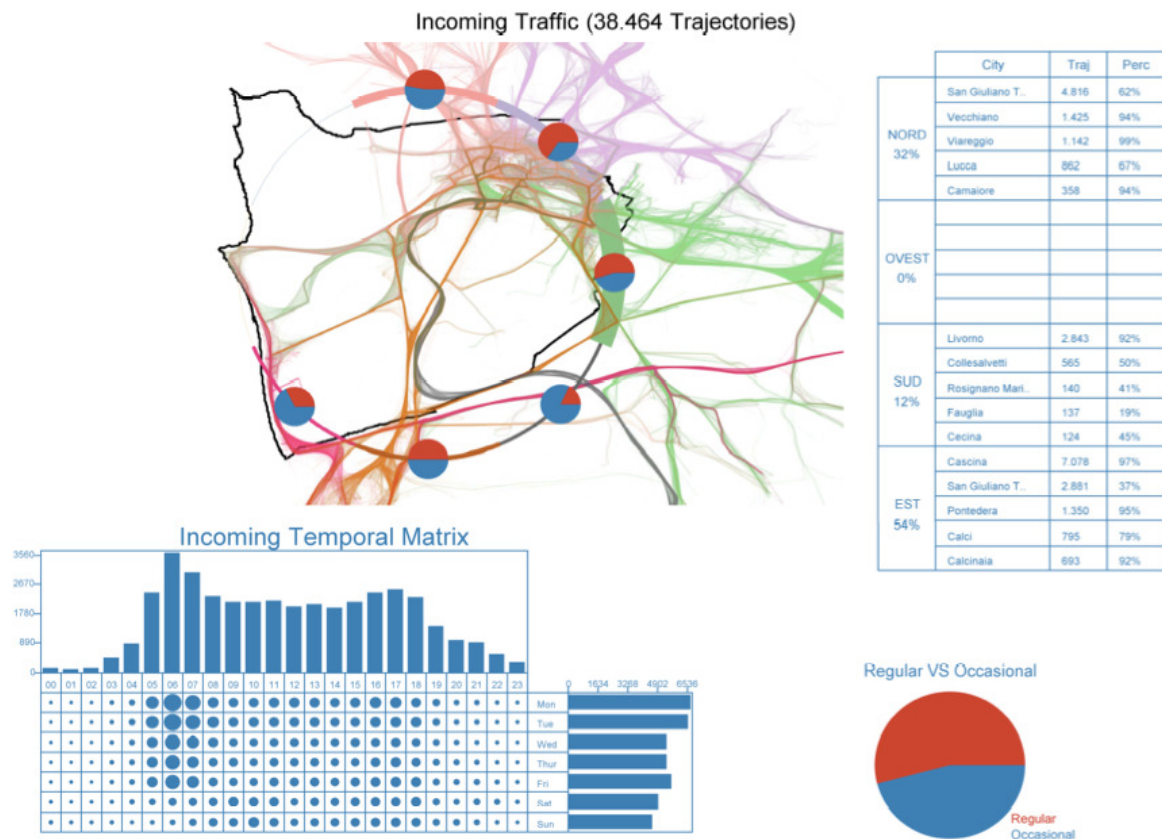 Incoming Traffic (38.464 Trajectories)
City Traj Perc
NORD
32%
San Giuliano T.. 4.816 62%
Vecchiano 1.425 94%
Viareggio 1.142 99%
Lucca 862 67%
Camaiore 358 94%
OVEST
0%
SUD
12%
Livorno 2.843 92%
Collesalvetti 565 50%
Rosignano Mari.. 140 41%
Fauglia 137 19%
Cecina 124 45%
EST
54%
Cascina 7.078 97%
San Giuliano T.. 2.881 37%
Pontedera 1.350 95%
Calci 795 79%
Calcinaia 693 92%
Incoming Temporal Matrix
3560
2670
1780
890
0
00 01 02 03 04 05 06 07 08 09 10 11 12 13 14 15 16 17 18 19 20 21 22 23
0 1634 3268 4902 6536
Mon
Tue
Wed
Thur
Fri
Sat
Sun
Regular VS Occasional
Regular
Occasional